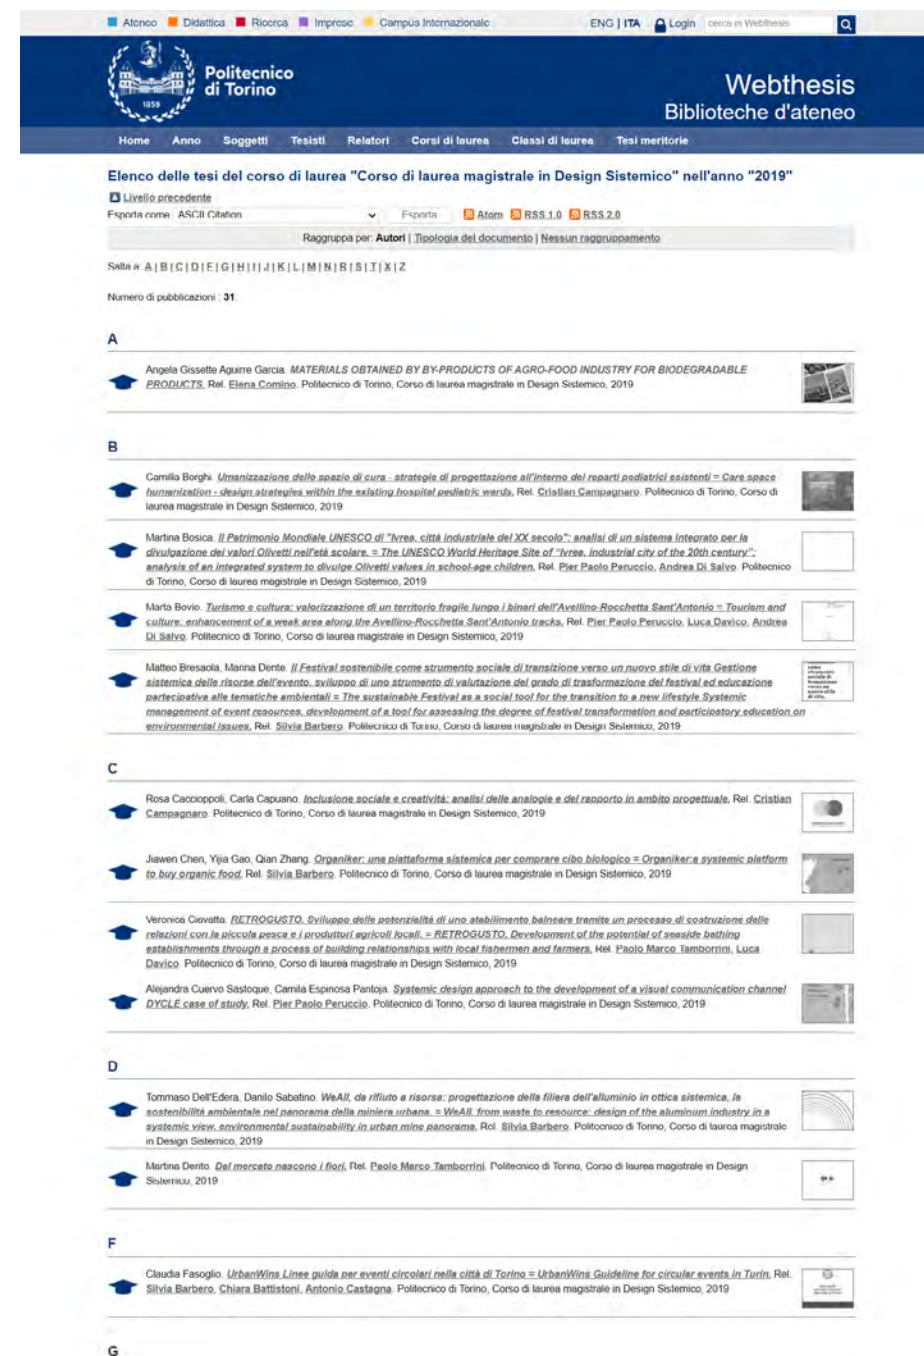 Ateneo Didattica Ricerca Imprese Campus Internazionale ENG | ITA Login cerca in Webthesis
Politecnico
di Torino
1859
Webthesis
Biblioteche d'ateneo
Home Anno Soggetti Tesisti Relatori Corsi di laurea Classi di laurea Tesi meritorie
Elenco delle tesi del corso di laurea "Corso di laurea magistrale in Design Sistemico" nell'anno "2019"
Livello precedente
Esporta come ASCII Citation Esporta Atom RSS 1.0 RSS 2.0
Raggruppa per: Autori | Tipologia del documento | Nessun raggruppamento
Salta a: A | B | C | D | F | G | H | I | J | K | L | M | N | R | S | T | X | Z
Numero di pubblicazioni : 31.
A
Angela Gissette Aguirre Garcia. MATERIALS OBTAINED BY BY-PRODUCTS OF AGRO-FOOD INDUSTRY FOR BIODEGRADABLE
PRODUCTS. Rel. Elena Comino. Politecnico di Torino, Corso di laurea magistrale in Design Sistemico, 2019
B
Camilla Borghi. Umanizzazione dello spazio di cura - strategie di progettazione all'interno dei reparti pediatrici esistenti = Care space
humanization - design strategies within the existing hospital pediatric wards. Rel. Cristian Campagnaro. Politecnico di Torino, Corso di
laurea magistrale in Design Sistemico, 2019
Martina Bosica. Il Patrimonio Mondiale UNESCO di "Ivrea, città industriale del XX secolo": analisi di un sistema integrato per la
divulgazione dei valori Olivetti nell'età scolare. = The UNESCO World Heritage Site of "Ivrea, industrial city of the 20th century":
analysis of an integrated system to divulge Olivetti values in school-age children. Rel. Pier Paolo Peruccio, Andrea Di Salvo. Politecnico
di Torino, Corso di laurea magistrale in Design Sistemico, 2019
Marta Bovio. Turismo e cultura: valorizzazione di un territorio fragile lungo i binari dell'Avellino-Rocchetta Sant'Antonio = Tourism and
culture: enhancement of a weak area along the Avellino-Rocchetta Sant'Antonio tracks. Rel. Pier Paolo Peruccio, Luca Davico, Andrea
Di Salvo. Politecnico di Torino, Corso di laurea magistrale in Design Sistemico, 2019
Matteo Bresaola, Marina Dente. Il Festival sostenibile come strumento sociale di transizione verso un nuovo stile di vita Gestione
sistemica delle risorse dell'evento, sviluppo di uno strumento di valutazione del grado di trasformazione del festival ed educazione
partecipativa alle tematiche ambientali = The sustainable Festival as a social tool for the transition to a new lifestyle Systemic
management of event resources, development of a tool for assessing the degree of festival transformation and participatory education on
environmental issues. Rel. Silvia Barbero. Politecnico di Torino, Corso di laurea magistrale in Design Sistemico, 2019
C
Rosa Caccioppoli, Carla Capuano. Inclusione sociale e creatività: analisi delle analogie e del rapporto in ambito progettuale. Rel. Cristian
Campagnaro. Politecnico di Torino, Corso di laurea magistrale in Design Sistemico, 2019
Jiawen Chen, Yijia Gao, Qian Zhang. Organiker: una piattaforma sistemica per comprare cibo biologico = Organiker:a systemic platform
to buy organic food. Rel. Silvia Barbero. Politecnico di Torino, Corso di laurea magistrale in Design Sistemico, 2019
Veronica Ciavatta. RETROGUSTO. Sviluppo delle potenzialità di uno stabilimento balneare tramite un processo di costruzione delle
relazioni con la piccola pesca e i produttori agricoli locali. = RETROGUSTO. Development of the potential of seaside bathing
establishments through a process of building relationships with local fishermen and farmers. Rel. Paolo Marco Tamborrini, Luca
Davico. Politecnico di Torino, Corso di laurea magistrale in Design Sistemico, 2019
Alejandra Cuervo Sastoque, Camila Espinosa Pantoja. Systemic design approach to the development of a visual communication channel
DYCLE case of study. Rel. Pier Paolo Peruccio. Politecnico di Torino, Corso di laurea magistrale in Design Sistemico, 2019
D
Tommaso Dell'Edera, Danilo Sabatino. WeAll, da rifiuto a risorsa: progettazione della filiera dell'alluminio in ottica sistemica, la
sostenibilità ambientale nel panorama della miniera urbana. = WeAll, from waste to resource: design of the aluminum industry in a
systemic view, environmental sustainability in urban mine panorama. Rel. Silvia Barbero. Politecnico di Torino, Corso di laurea magistrale
in Design Sistemico, 2019
Martina Derito. Dal mercato nascono i fiori. Rel. Paolo Marco Tamborrini. Politecnico di Torino, Corso di laurea magistrale in Design
Sistemico, 2019
F
Claudia Fasoglio. UrbanWins Linee guida per eventi circolari nella città di Torino = UrbanWins Guideline for circular events in Turin. Rel.
Silvia Barbero, Chiara Battistoni, Antonio Castagna. Politecnico di Torino, Corso di laurea magistrale in Design Sistemico, 2019
G